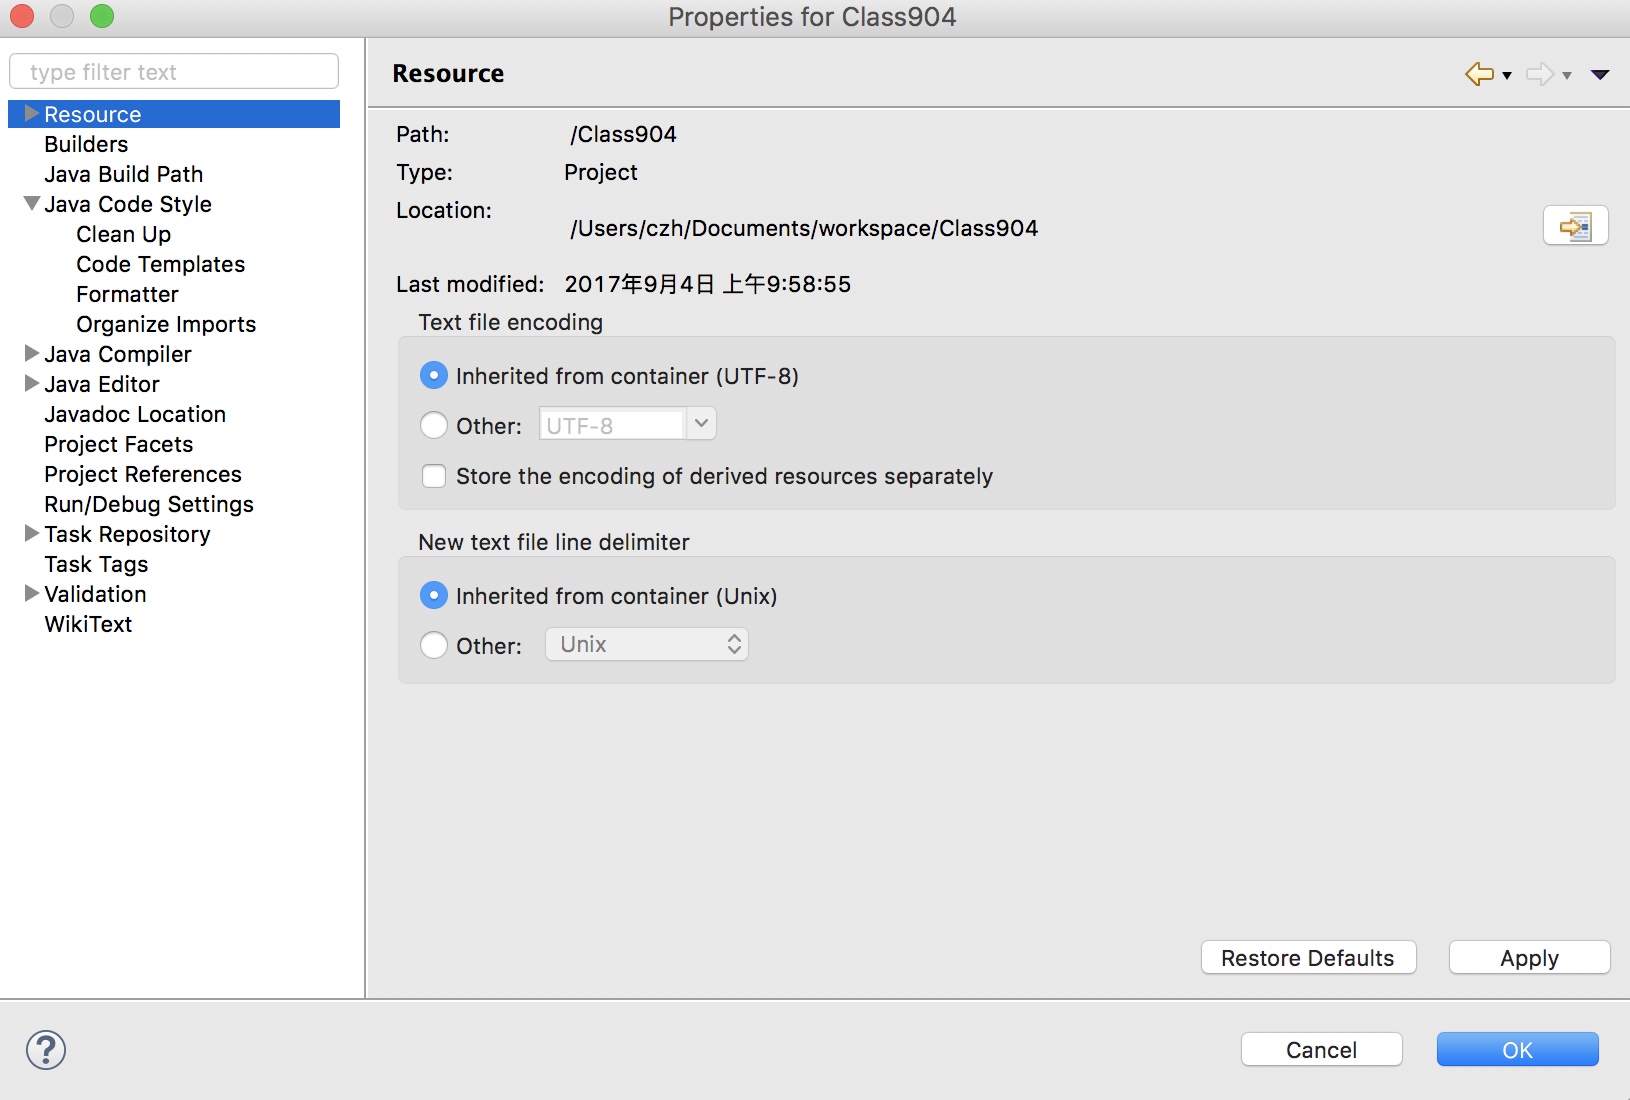 Properties for Class904
type filter text
Resource
Builders
Java Build Path
Java Code Style
Clean Up
Code Templates
Formatter
Organize Imports
Java Compiler
Java Editor
Javadoc Location
Project Facets
Project References
Run/Debug Settings
Task Repository
Task Tags
Validation
WikiText
Resource
Path: /Class904
Type: Project
Location: /Users/czh/Documents/workspace/Class904
Last modified: 2017年9月4日 上午9:58:55
Text file encoding
Inherited from container (UTF-8)
Other: UTF-8
Store the encoding of derived resources separately
New text file line delimiter
Inherited from container (Unix)
Other: Unix
Restore Defaults Apply
? Cancel OK